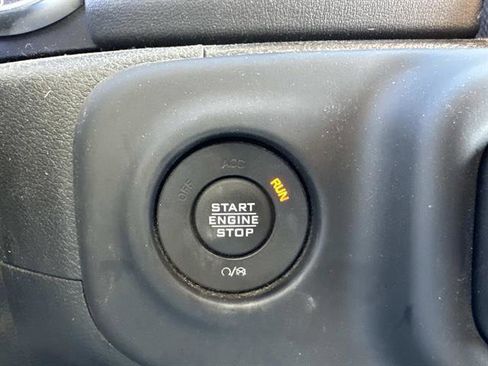 OFF
ACC
RUN
START
ENGINE
STOP